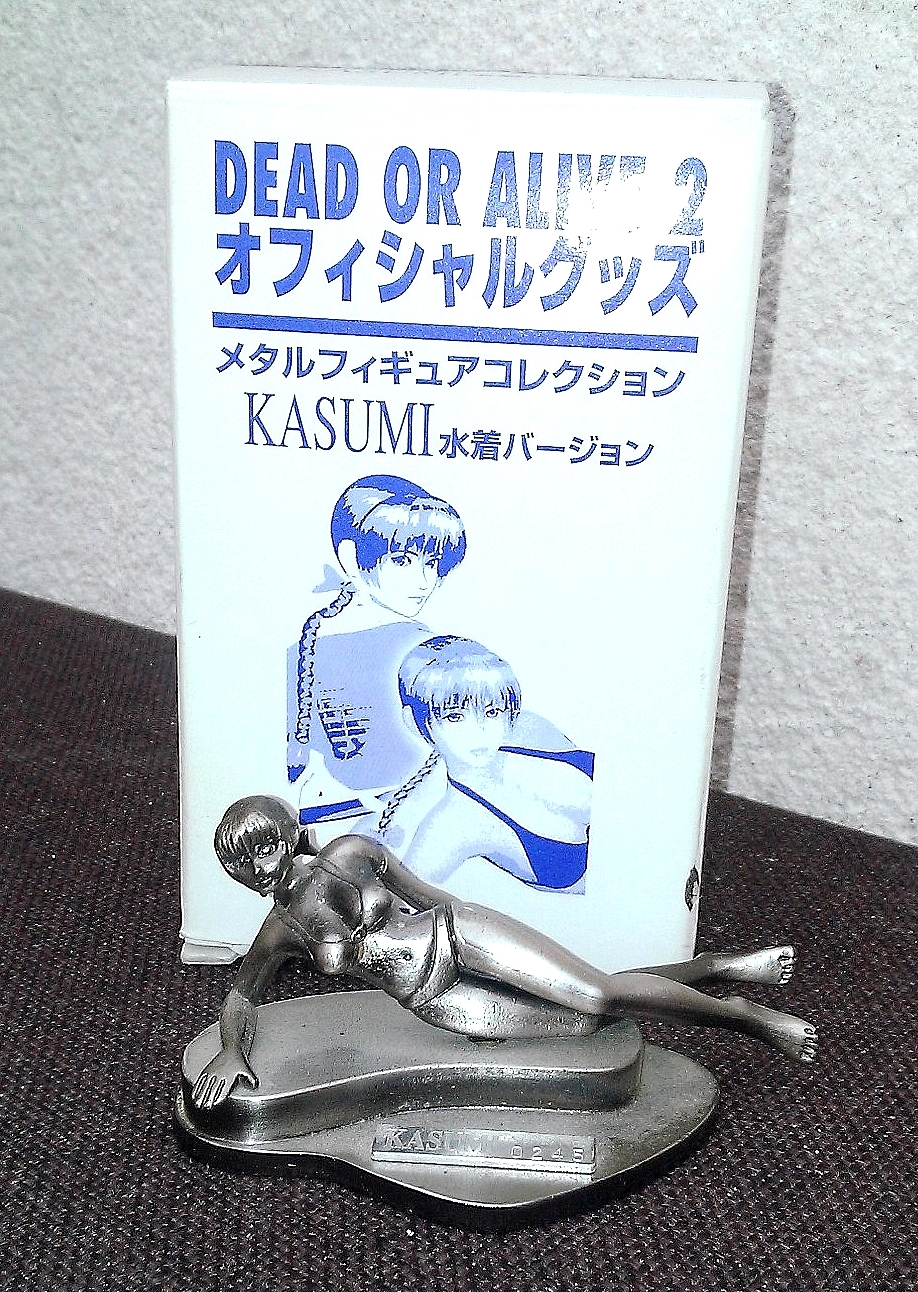 DEAD OR ALIVE 2
オフィシャルグッズ
メタルフィギュアコレクション
KASUMI水着バージョン
KASUMI 0245